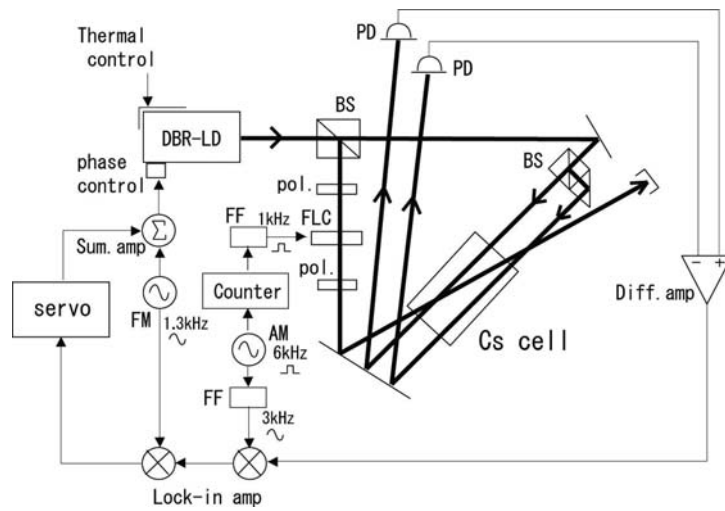 Thermal
control
PD
PD
BS
DBR-LD
phase
control
pol.
BS
FF
1kHz
FLC
Σ
Sum.amp
pol.
− +
Diff.amp
Counter
servo
FM
1.3kHz
AM
6kHz
Cs cell
FF
3kHz
Lock-in amp